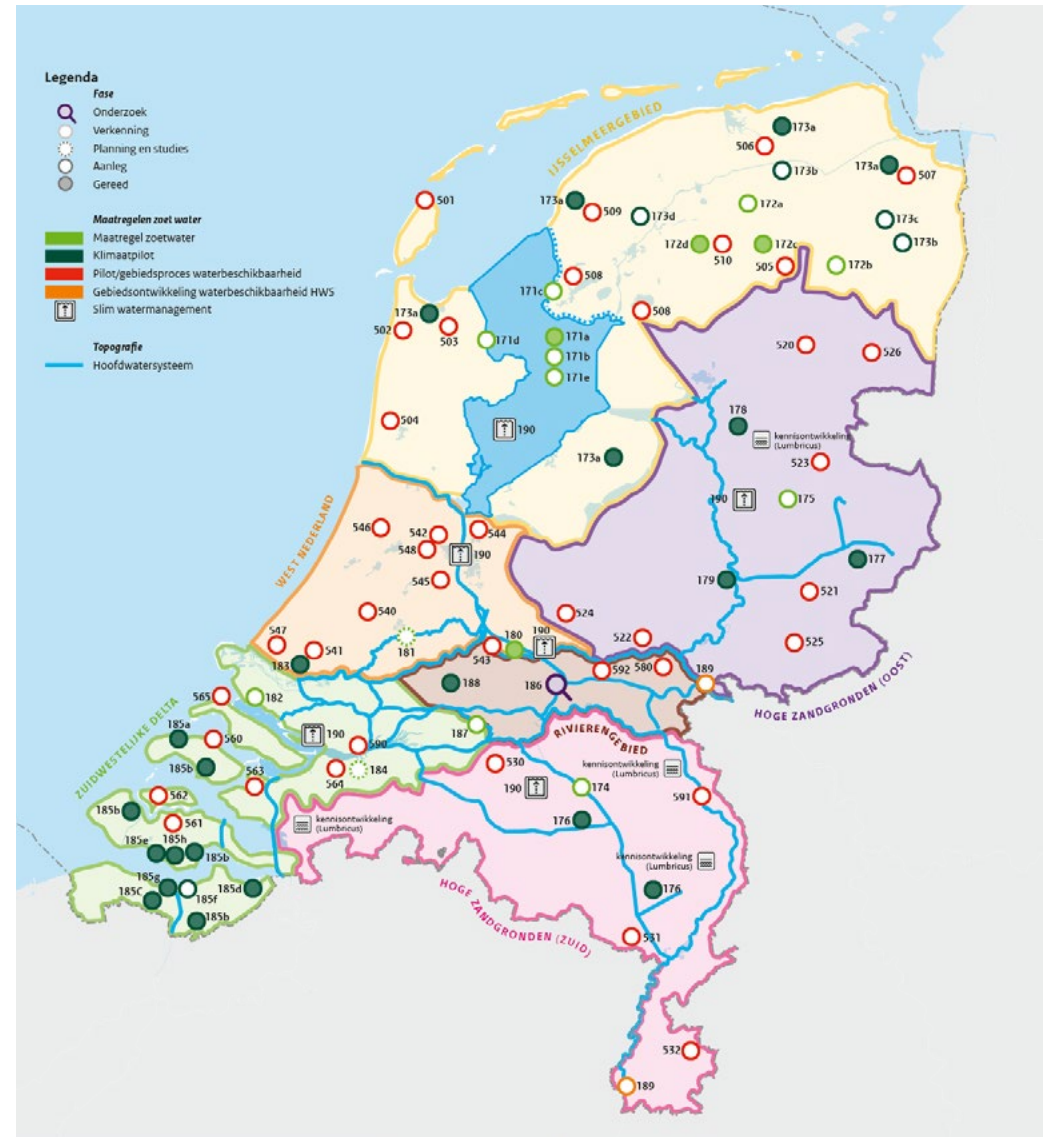 Legenda
Fase
Onderzoek
Verkenning
Planning en studies
Aanleg
Gereed
Maatregelen zoet water
Maatregel zoetwater
Klimaatpilot
Pilot/gebiedsproces waterbeschikbaarheid
Gebiedsontwikkeling waterbeschikbaarheid HWS
Slim watermanagement
Topografie
Hoofdwatersysteem
IJSSELMEERGEBIED
173a
506
173b
173a
507
501
173a
509
173d
172a
173c
173b
172d
510
172c
505
172b
508
171c
508
173a
502
503
171d
171a
171b
171e
520
526
504
190
178
kennisontwikkeling
(Lumbricus)
523
173a
190
175
WEST NEDERLAND
546
542
544
548
190
545
177
179
521
540
524
547
541
181
543
180
190
522
580
525
183
592
189
HOGE ZANDGRONDEN (OOST)
188
186
565
182
ZUIDWESTELIJKE DELTA
185a
560
190
590
187
RIVIERENGEBIED
185b
563
564
184
530
kennisontwikkeling
(Lumbricus)
190
174
591
562
185b
561
kennisontwikkeling
(Lumbricus)
176
185e
185h
185b
kennisontwikkeling
(Lumbricus)
185g
185c
185f
185d
185b
176
HOGE ZANDGRONDEN (ZUID)
531
532
189